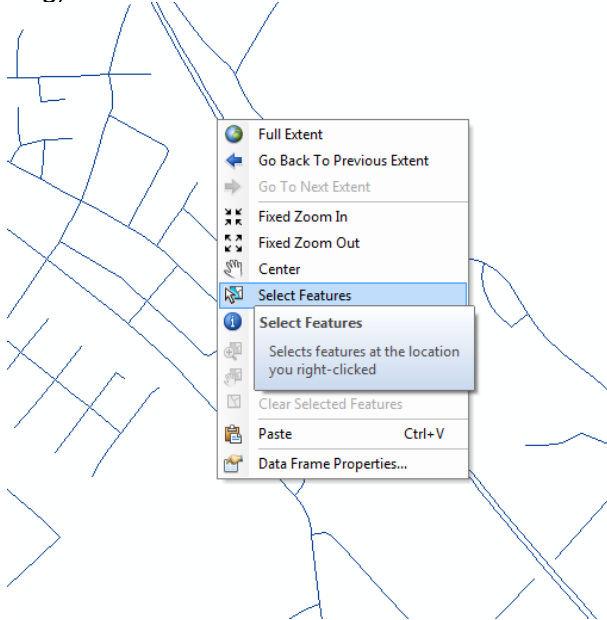 Full Extent
Go Back To Previous Extent
Go To Next Extent
Fixed Zoom In
Fixed Zoom Out
Center
Select Features
Select Features
Selects features at the location
you right-clicked
Clear Selected Features
Paste Ctrl+V
Data Frame Properties...